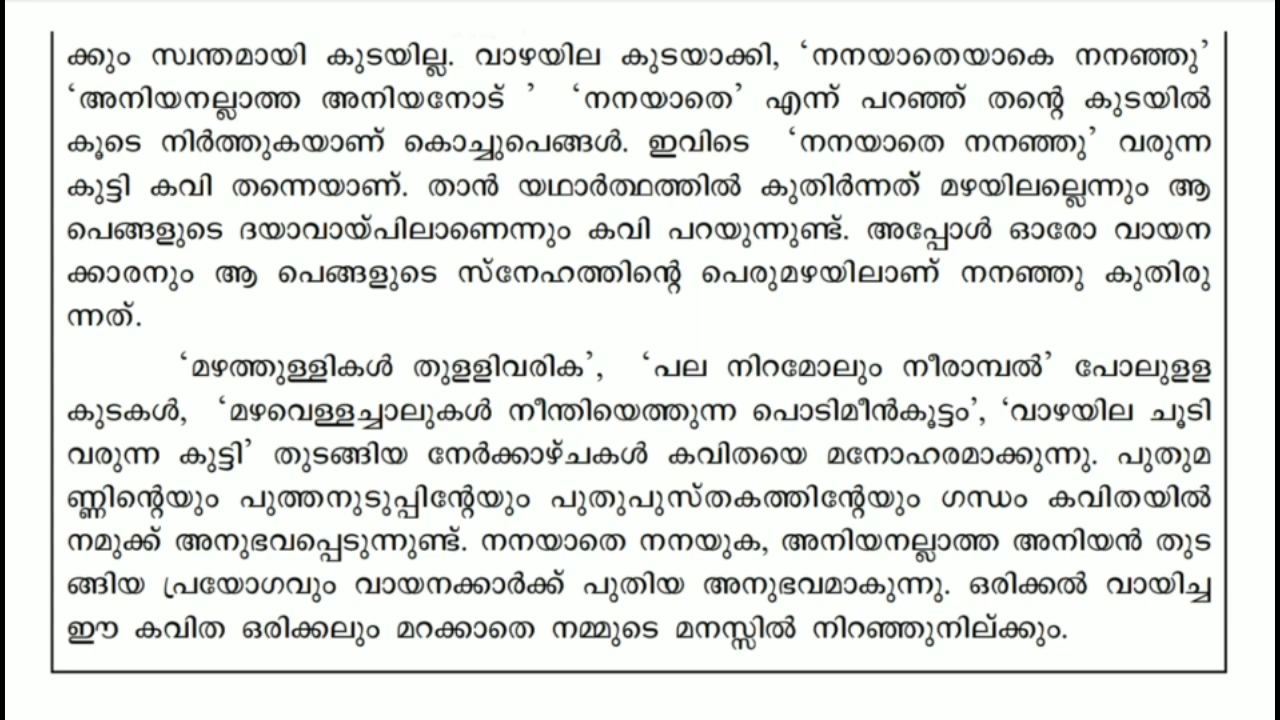 ക്കും സ്വന്തമായി കുടയില്ല. വാഴയില കുടയാക്കി, ‘നനയാതെയാകെ നനഞ്ഞു’
‘അനിയനല്ലാത്ത അനിയനോട് ’ ‘നനയാതെ’ എന്ന് പറഞ്ഞ് തന്റെ കുടയിൽ
കൂടെ നിർത്തുകയാണ് കൊച്ചുപെങ്ങൾ. ഇവിടെ ‘നനയാതെ നനഞ്ഞു’ വരുന്ന
കുട്ടി കവി തന്നെയാണ്. താൻ യഥാർത്ഥത്തിൽ കുതിർന്നത് മഴയിലല്ലെന്നും ആ
പെങ്ങളുടെ ദയാവായ്പിലാണെന്നും കവി പറയുന്നുണ്ട്. അപ്പോൾ ഓരോ വായന
ക്കാരനും ആ പെങ്ങളുടെ സ്നേഹത്തിന്റെ പെരുമഴയിലാണ് നനഞ്ഞു കുതിരു
ന്നത്.
‘മഴത്തുള്ളികൾ തുളളിവരിക’, ‘പല നിറമോലും നീരാമ്പൽ’ പോലുളള
കുടകൾ, ‘മഴവെള്ളച്ചാലുകൾ നീന്തിയെത്തുന്ന പൊടിമീൻകൂട്ടം’, ‘വാഴയില ചൂടി
വരുന്ന കുട്ടി’ തുടങ്ങിയ നേർക്കാഴ്ചകൾ കവിതയെ മനോഹരമാക്കുന്നു. പുതുമ
ണ്ണിന്റെയും പുത്തനുടുപ്പിന്റേയും പുതുപുസ്തകത്തിന്റേയും ഗന്ധം കവിതയിൽ
നമുക്ക് അനുഭവപ്പെടുന്നുണ്ട്. നനയാതെ നനയുക, അനിയനല്ലാത്ത അനിയൻ തുട
ങ്ങിയ പ്രയോഗവും വായനക്കാർക്ക് പുതിയ അനുഭവമാകുന്നു. ഒരിക്കൽ വായിച്ച
ഈ കവിത ഒരിക്കലും മറക്കാതെ നമ്മുടെ മനസ്സിൽ നിറഞ്ഞുനില്ക്കും.